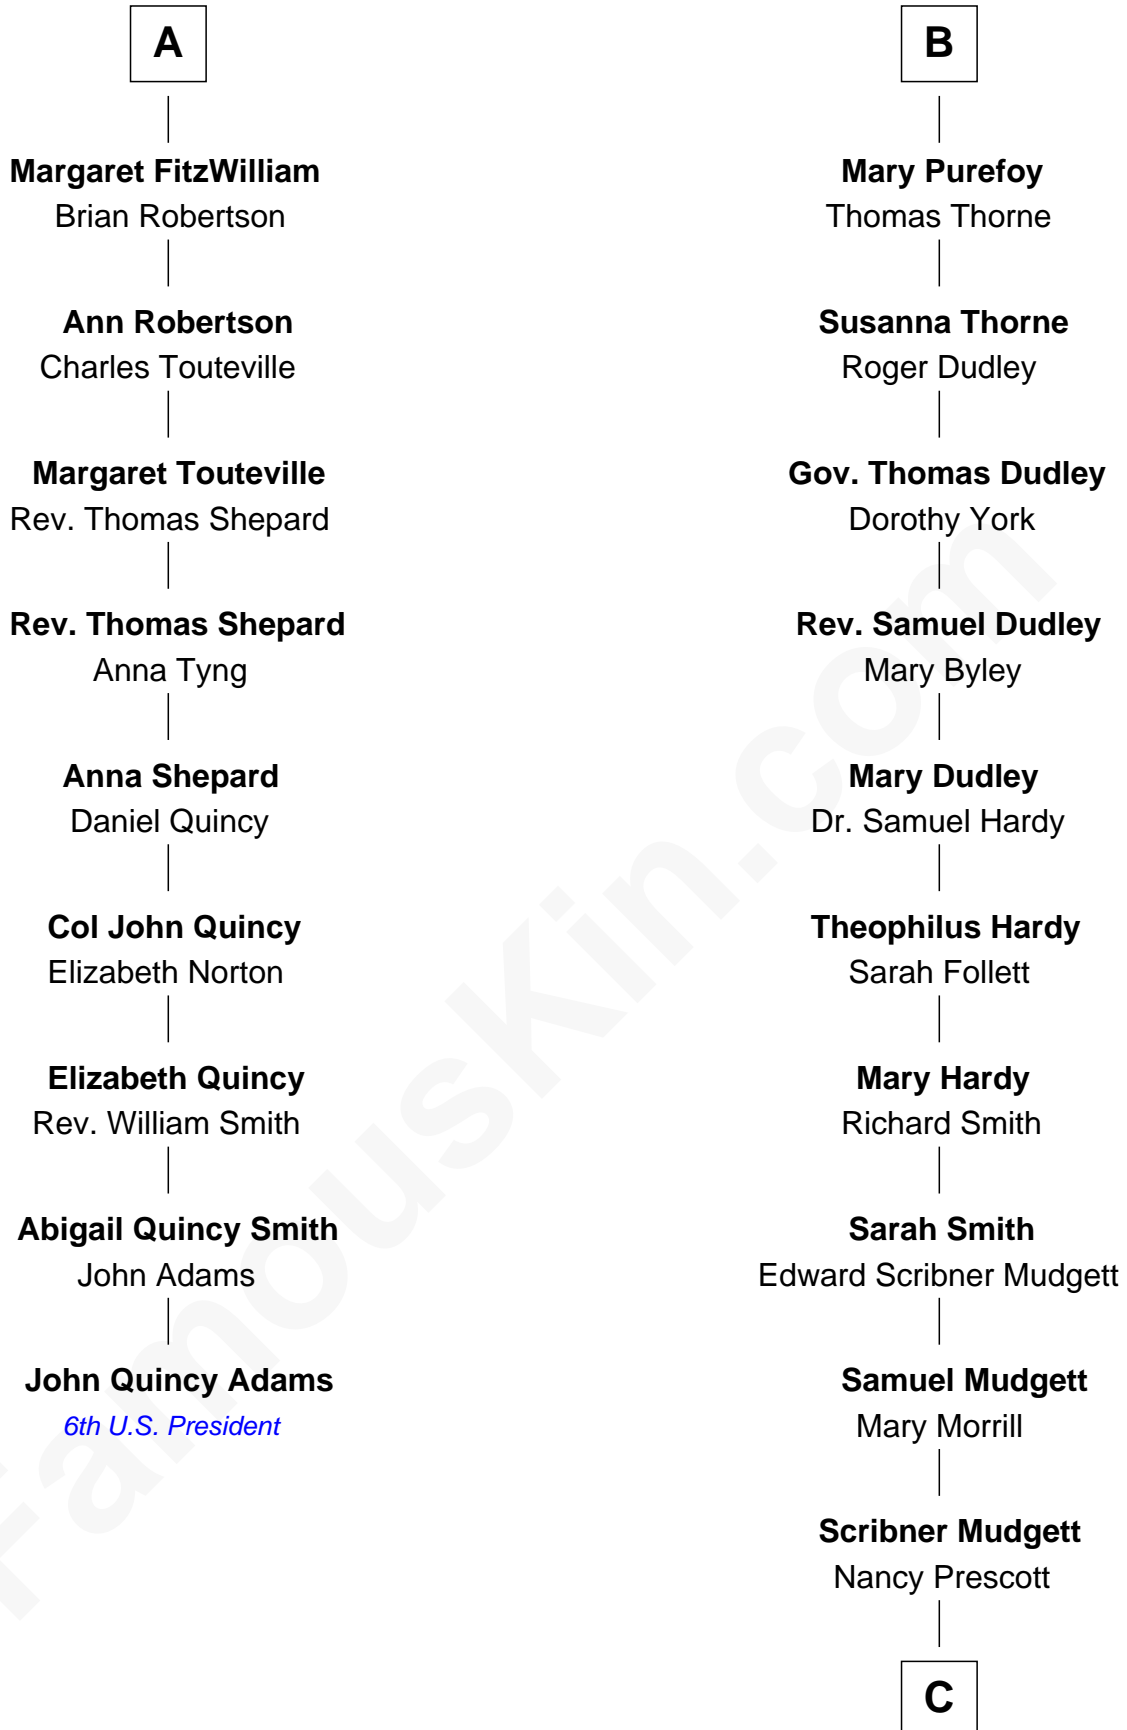 A
Margaret FitzWilliam
Brian Robertson
Ann Robertson
Charles Touteville
Margaret Touteville
Rev. Thomas Shepard
Rev. Thomas Shepard
Anna Tyng
Anna Shepard
Daniel Quincy
Col John Quincy
Elizabeth Norton
Elizabeth Quincy
Rev. William Smith
Abigail Quincy Smith
John Adams
John Quincy Adams
6th U.S. President
B
Mary Purefoy
Thomas Thorne
Susanna Thorne
Roger Dudley
Gov. Thomas Dudley
Dorothy York
Rev. Samuel Dudley
Mary Byley
Mary Dudley
Dr. Samuel Hardy
Theophilus Hardy
Sarah Follett
Mary Hardy
Richard Smith
Sarah Smith
Edward Scribner Mudgett
Samuel Mudgett
Mary Morrill
Scribner Mudgett
Nancy Prescott
C
FamousKin.com